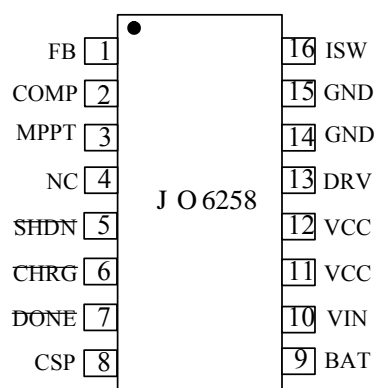 FB 1 16 ISW
COMP 2 15 GND
MPPT 3 14 GND
NC 4 13 DRV
J O 6258
SHDN 5 12 VCC
CHRG 6 11 VCC
DONE 7 10 VIN
CSP 8 9 BAT